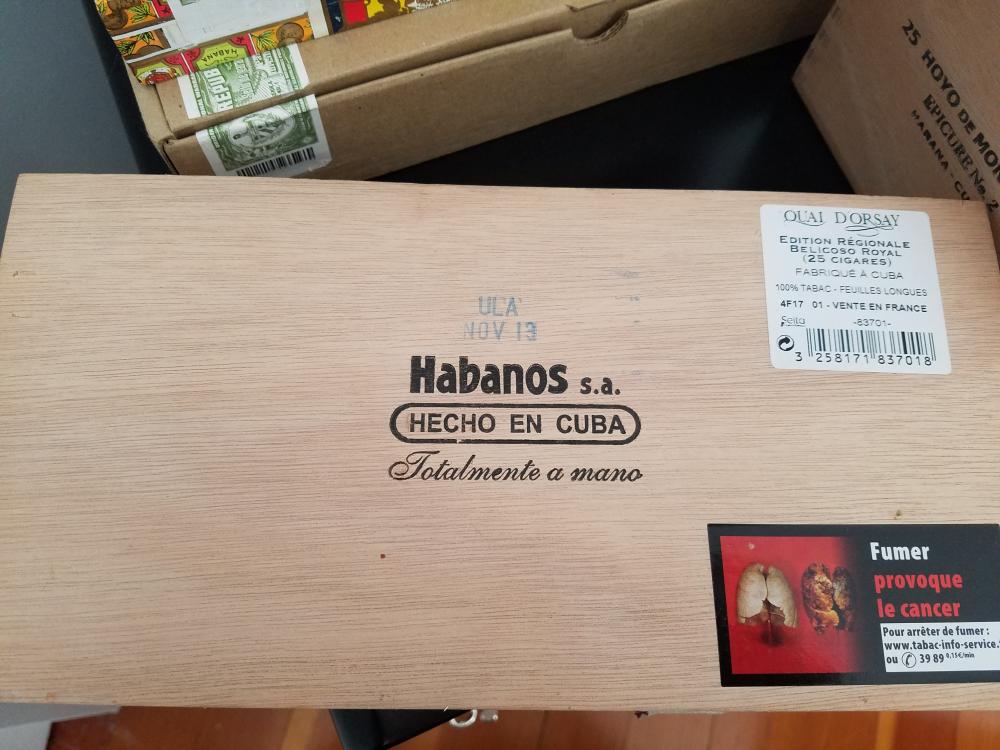 HABANA
25 HOYO DE MON
EPICURE No. 2
HABANA - CU
QUAI D'ORSAY
EDITION RÉGIONALE
BELICOSO ROYAL
(25 CIGARES)
FABRIQUÉ À CUBA
100% TABAC - FEUILLES LONGUES
4F17 01 - VENTE EN FRANCE
Seita -83701-
3 258171 837018
ULA
NOV 13
Habanos s.a.
HECHO EN CUBA
Totalmente a mano
Fumer
provoque
le cancer
Pour arrêter de fumer :
www.tabac-info-service.
ou 39 89 0,15€/min